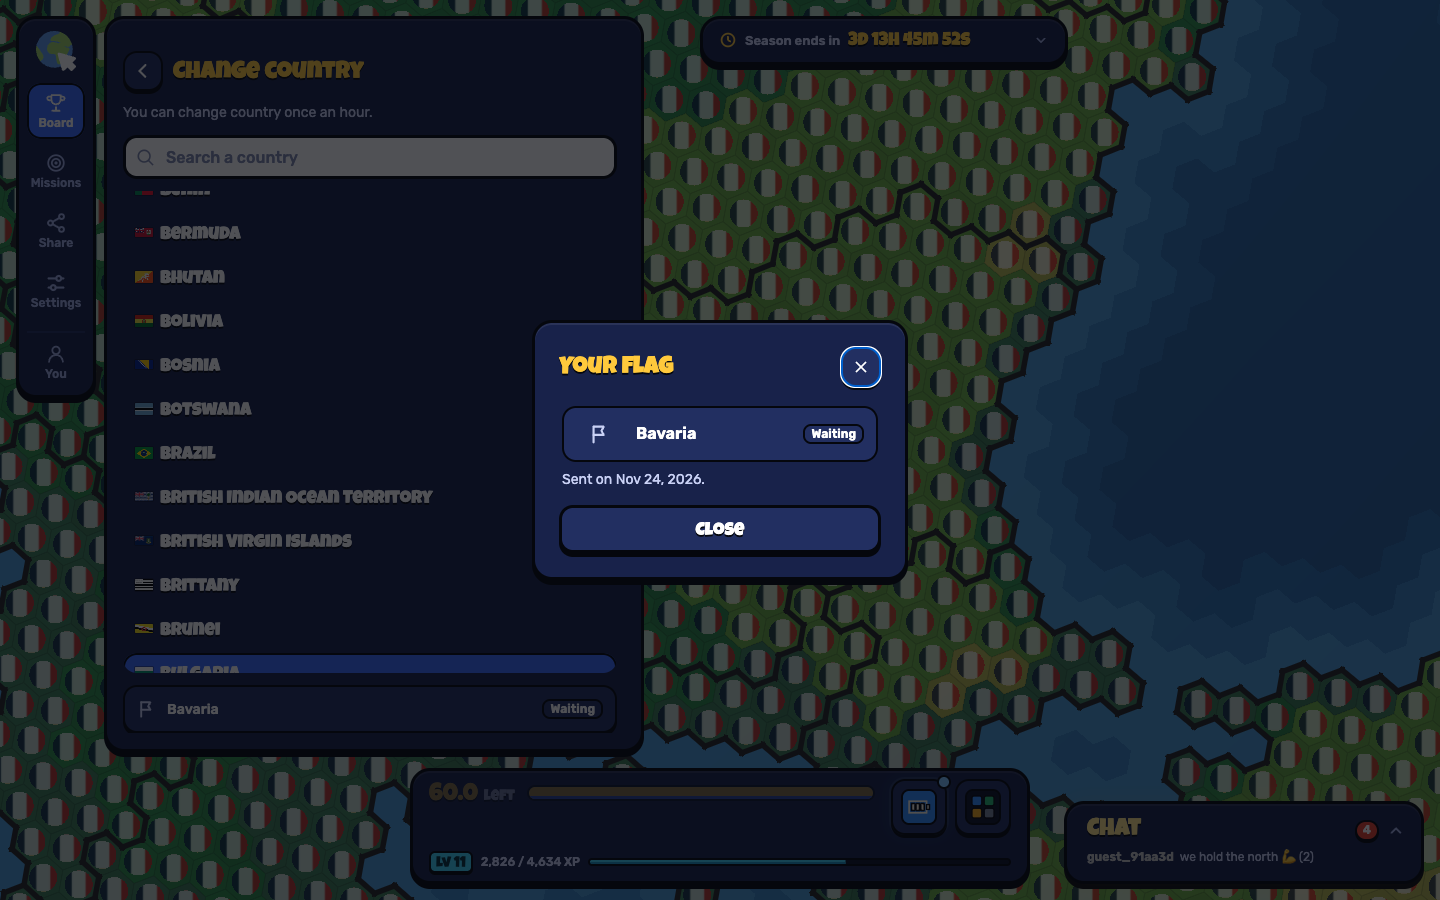 Board
Missions
Share
Settings
You
Change Country
You can change country once an hour.
Search a country
Bermuda
Bhutan
Bolivia
Bosnia
Botswana
Brazil
British Indian Ocean Territory
British Virgin Islands
Brittany
Brunei
Bulgaria
Bavaria
Waiting
Season ends in 3D 13H 45m 52S
YOUR FLAG
Bavaria
Waiting
Sent on Nov 24, 2026.
Close
60.0 Left
LV 11
2,826 / 4,634 XP
CHAT
4
guest_91aa3d we hold the north 💪 (2)